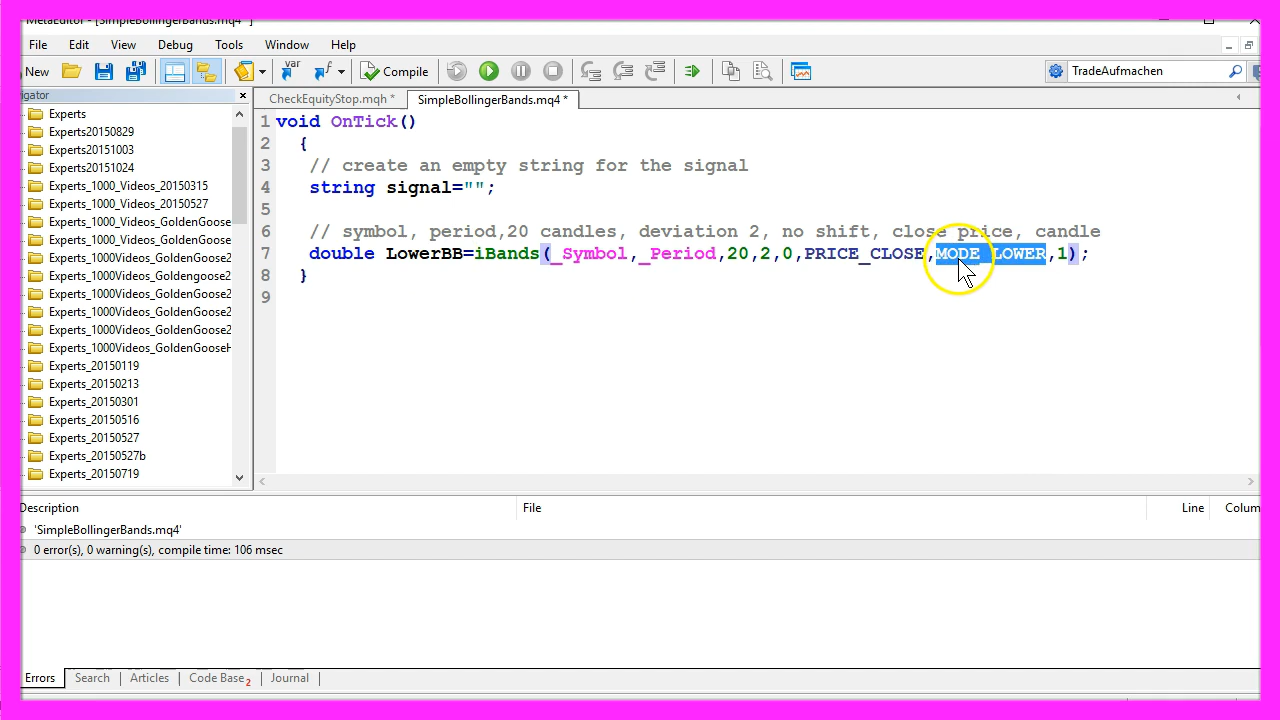 MetaEditor - [SimpleBollingerBands.mq4 * ]
File Edit View Debug Tools Window Help
New var f Compile TradeAufmachen
igator × CheckEquityStop.mqh * SimpleBollingerBands.mq4 *
Experts
Experts20150829
Experts20151003
Experts20151024
Experts_1000_Videos_20150315
Experts_1000_Videos_20150527
Experts_1000_Videos_GoldenGoose
Experts_1000Videos_GoldenGoose
Experts_1000Videos_Goldengoose
Experts_1000Videos_GoldenGoose2
Experts_1000Videos_GoldenGoose2
Experts_1000Videos_GoldenGoose2
Experts_1000Videos_GoldenGoose2
Experts_1000Videos_GoldenGooseH
Experts_20150119
Experts_20150213
Experts_20150301
Experts_20150516
Experts_20150527
Experts_20150527b
Experts_20150719
1 void OnTick()
2 {
3 // create an empty string for the signal
4 string signal="";
5
6 // symbol, period,20 candles, deviation 2, no shift, close price, candle
7 double LowerBB=iBands(_Symbol,_Period,20,2,0,PRICE_CLOSE,MODE_LOWER,1);
8 }
9
Description File Line Colum
'SimpleBollingerBands.mq4'
0 error(s), 0 warning(s), compile time: 106 msec
Errors Search Articles Code Base 2 Journal